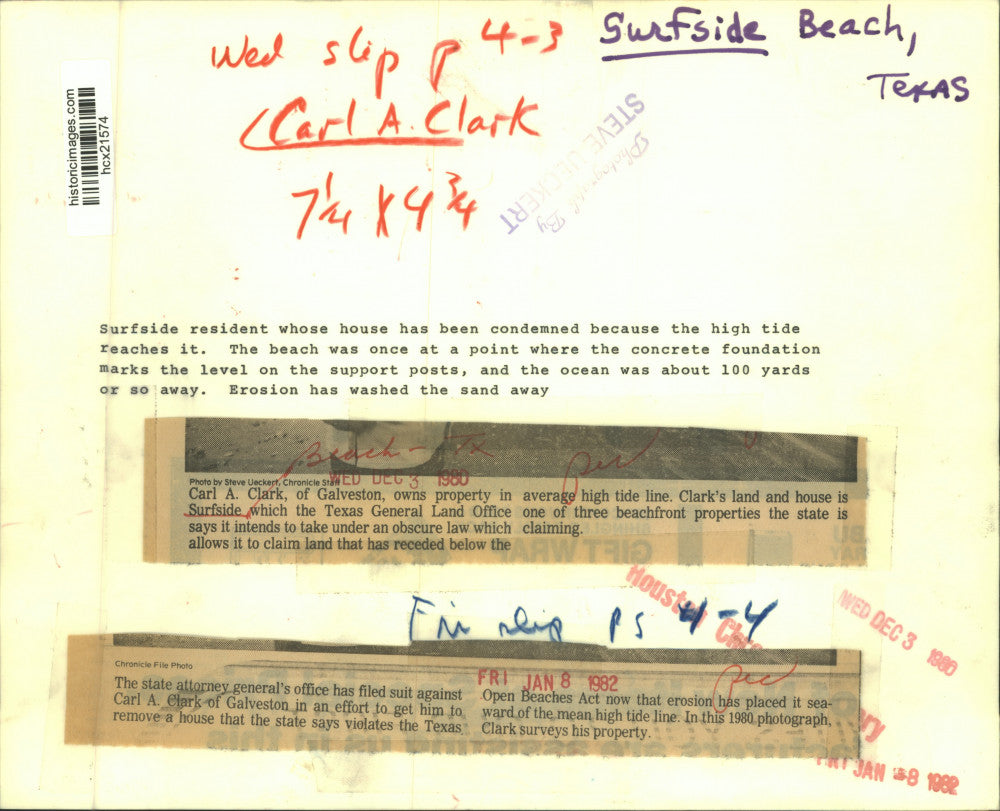 Wed slip p 4-3
Surfside Beach,
Texas
(Carl A. Clark
7 1/4 X 4 3/4
historicimages.com
hcx21574
Photograph By
STEVE UECKERT
Surfside resident whose house has been condemned because the high tide
reaches it.  The beach was once at a point where the concrete foundation
marks the level on the support posts, and the ocean was about 100 yards
or so away.  Erosion has washed the sand away
Beach - Tx
Rec
Photo by Steve Ueckert, Chronicle Staff
WED DEC 3 1980
Carl A. Clark, of Galveston, owns property in
Surfside which the Texas General Land Office
says it intends to take under an obscure law which
allows it to claim land that has receded below the
average high tide line. Clark's land and house is
one of three beachfront properties the state is
claiming.
GIFT WRAP
Houston
WED DEC 3 1980
Fri slip ps 4-4
Chronicle File Photo
FRI JAN 8 1982
Rec
The state attorney general's office has filed suit against
Carl A. Clark of Galveston in an effort to get him to
remove a house that the state says violates the Texas
Open Beaches Act now that erosion has placed it sea-
ward of the mean high tide line. In this 1980 photograph,
Clark surveys his property.
FRI JAN -8 1982